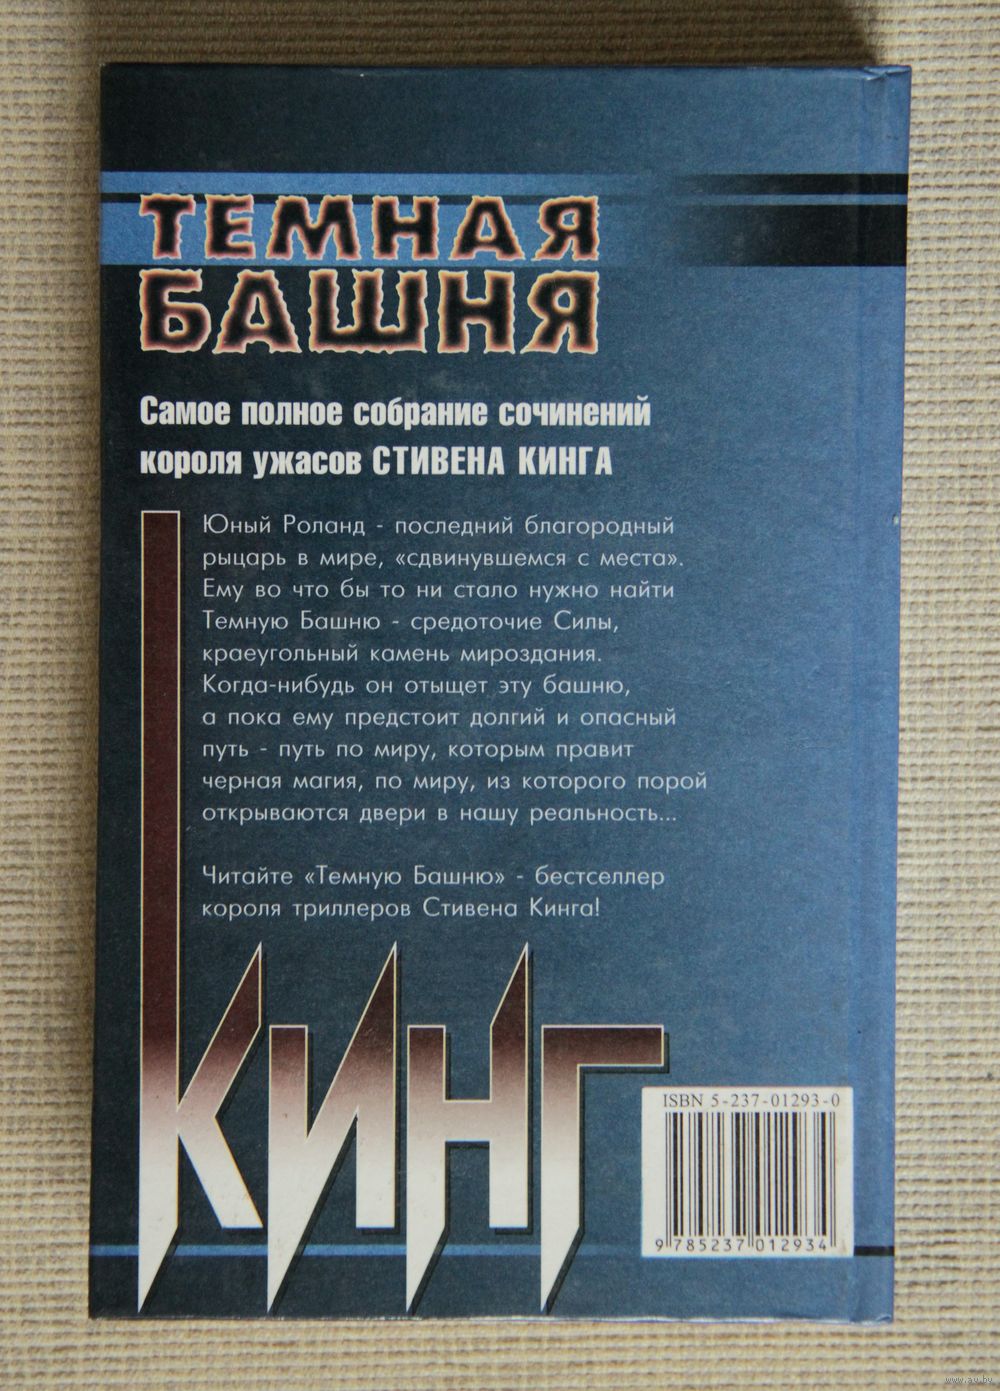 ТЕМНАЯ
БАШНЯ
Самое полное собрание сочинений
короля ужасов СТИВЕНА КИНГА
Юный Роланд - последний благородный
рыцарь в мире, «сдвинувшемся с места».
Ему во что бы то ни стало нужно найти
Темную Башню - средоточие Силы,
краеугольный камень мироздания.
Когда-нибудь он отыщет эту башню,
а пока ему предстоит долгий и опасный
путь - путь по миру, которым правит
черная магия, по миру, из которого порой
открываются двери в нашу реальность...
Читайте «Темную Башню» - бестселлер
короля триллеров Стивена Кинга!
КИНГ
ISBN 5-237-01293-0
9 785237 012934
www.au.by